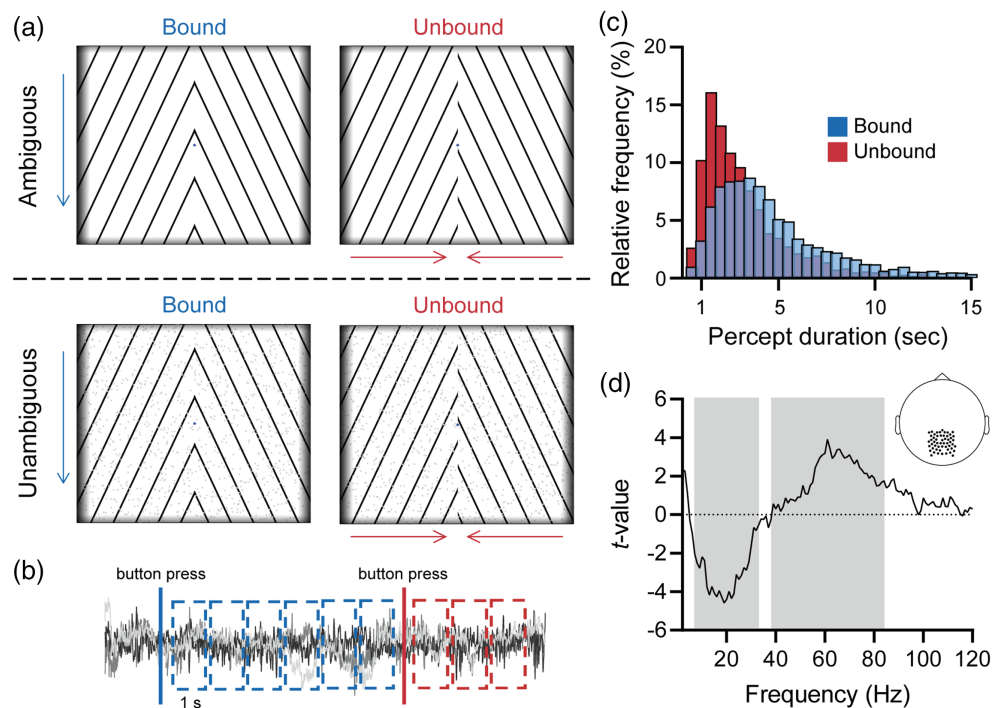 (a)
Bound
Unbound
Ambiguous
Bound
Unbound
Unambiguous
(b)
button press
button press
1 s
(c)
Relative frequency (%)
20
15
10
5
0
Bound
Unbound
1
5
10
15
Percept duration (sec)
(d)
t-value
6
4
2
0
-2
-4
-6
20
40
60
80
100
120
Frequency (Hz)